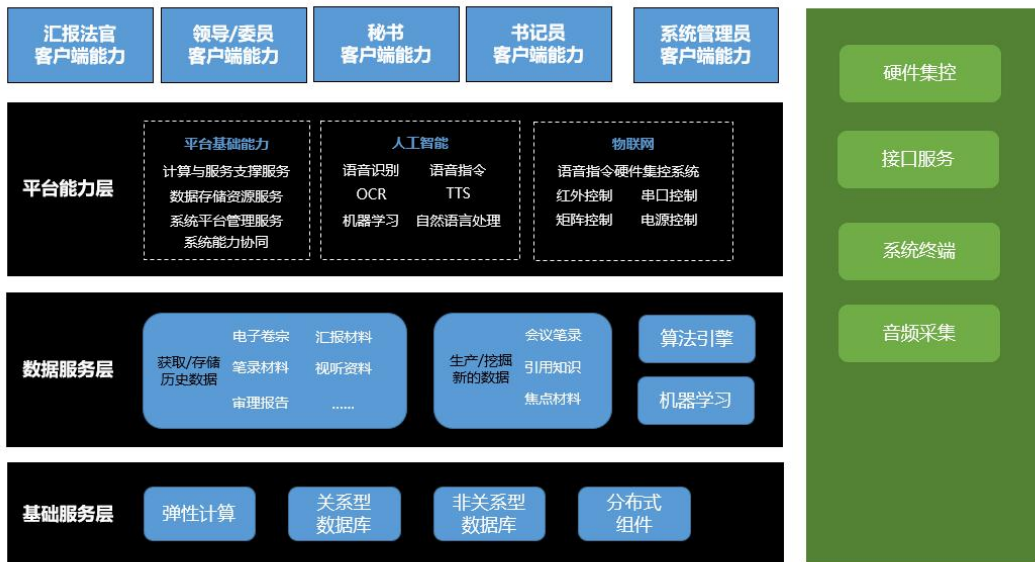 汇报法官
客户端能力
领导/委员
客户端能力
秘书
客户端能力
书记员
客户端能力
系统管理员
客户端能力
平台能力层
平台基础能力
计算与服务支撑服务
数据存储资源服务
系统平台管理服务
系统能力协同
人工智能
语音识别 语音指令
OCR TTS
机器学习 自然语言处理
物联网
语音指令硬件集控系统
红外控制 串口控制
矩阵控制 电源控制
数据服务层
获取/存储
历史数据
电子卷宗 汇报材料
笔录材料 视听资料
审理报告 ......
生产/挖掘
新的数据
会议笔录
引用知识
焦点材料
算法引擎
机器学习
基础服务层
弹性计算
关系型
数据库
非关系型
数据库
分布式
组件
硬件集控
接口服务
系统终端
音频采集